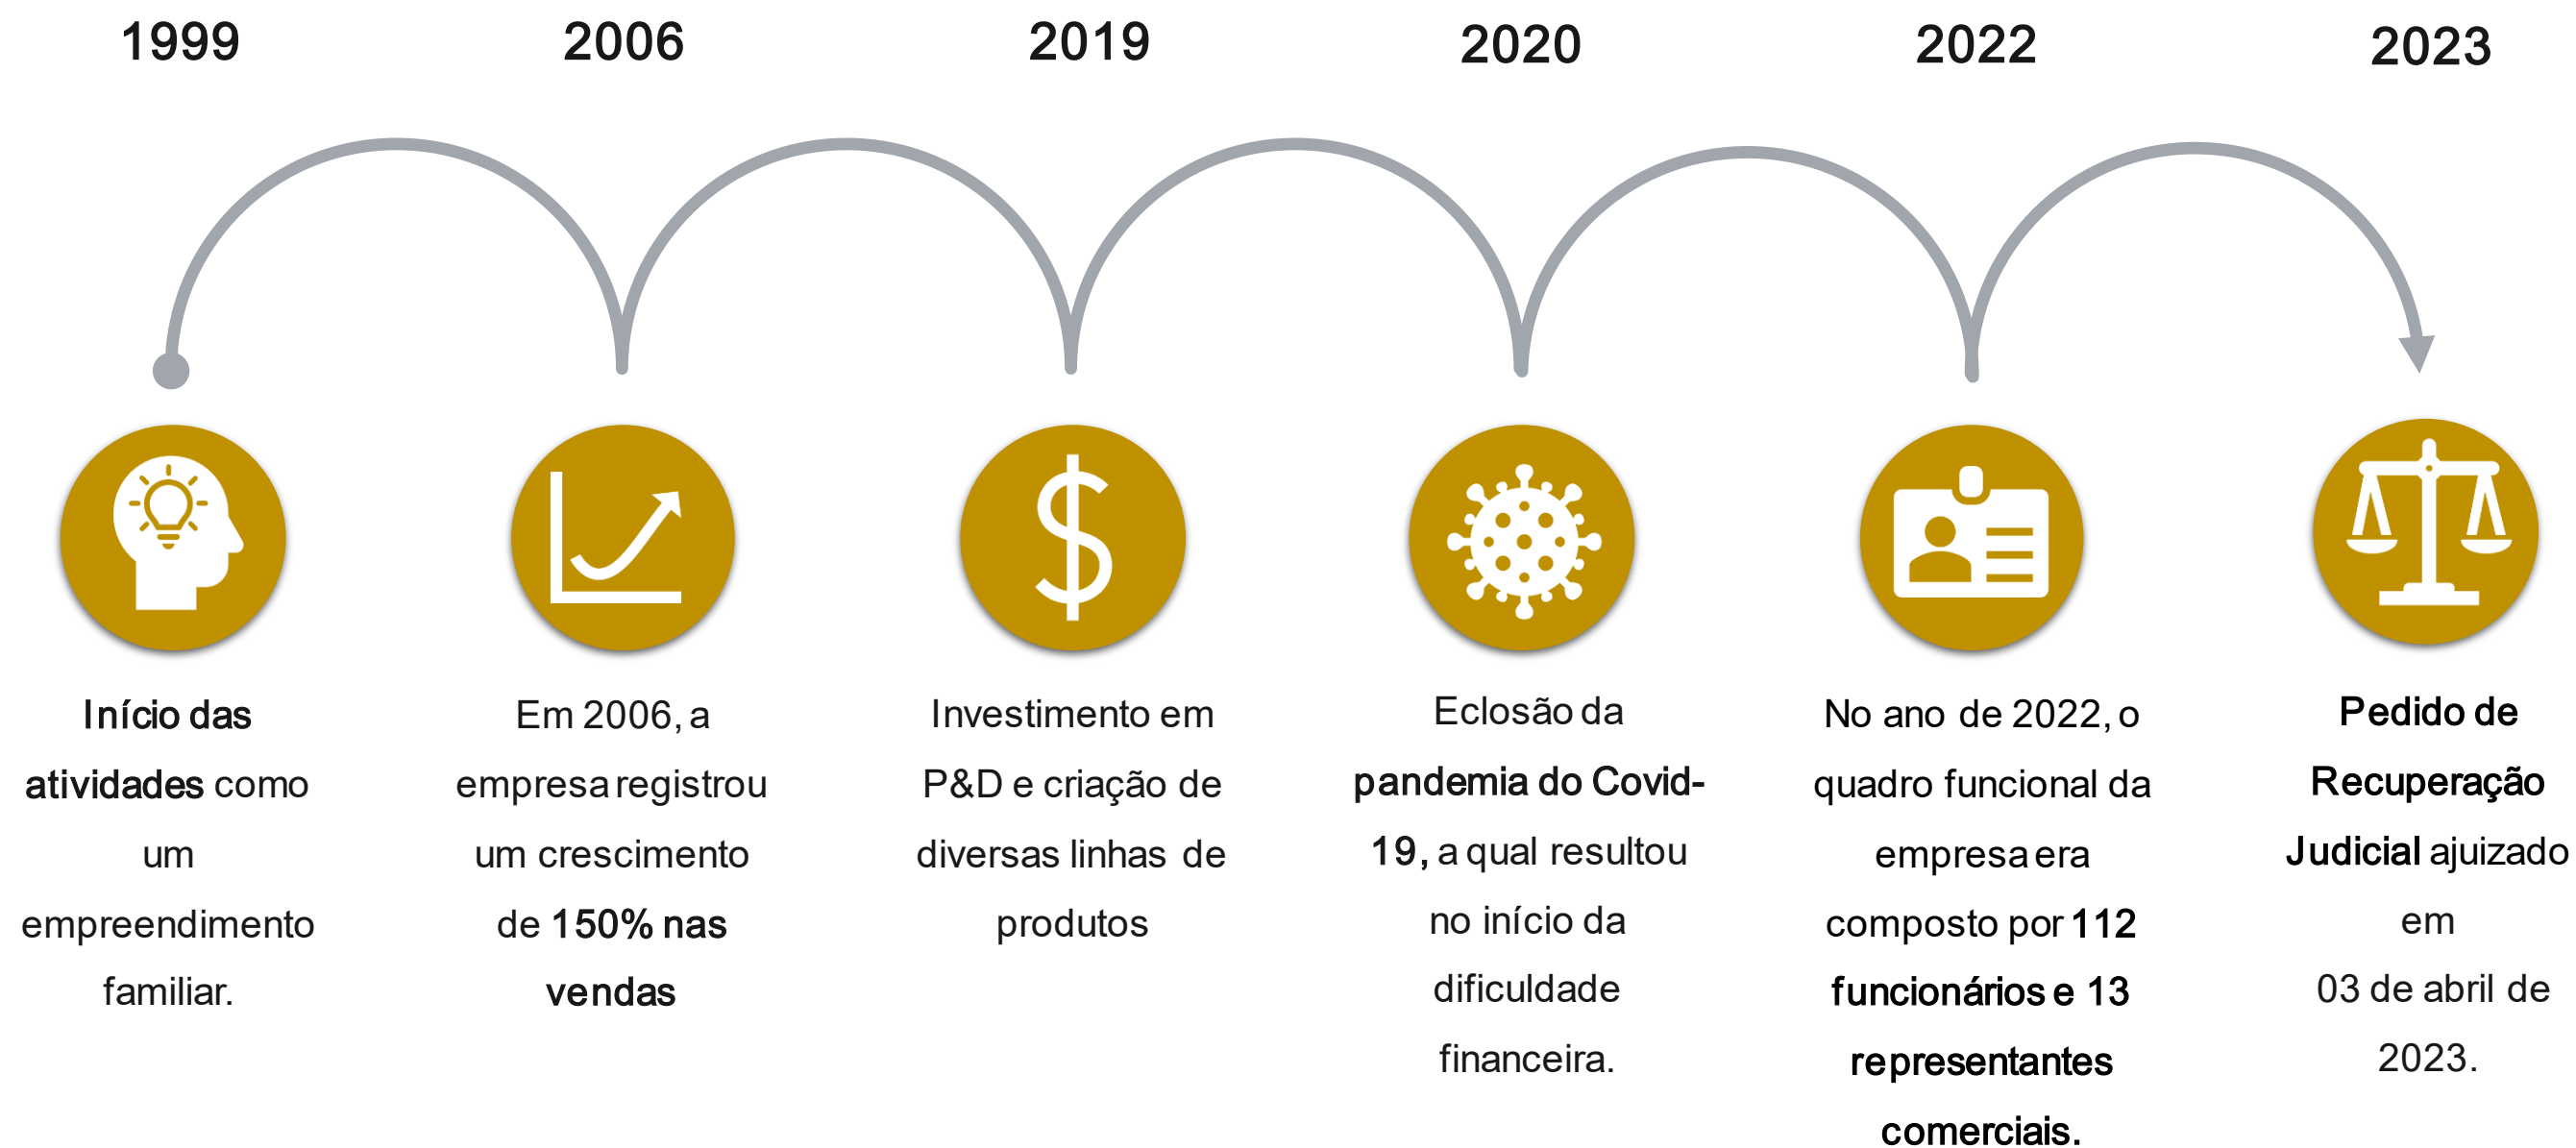 1999
2006
2019
2020
2022
2023
Início das
atividades como
um
empreendimento
familiar.
Em 2006, a
empresa registrou
um crescimento
de 150% nas
vendas
Investimento em
P&D e criação de
diversas linhas de
produtos
Eclosão da
pandemia do Covid-
19, a qual resultou
no início da
dificuldade
financeira.
No ano de 2022, o
quadro funcional da
empresa era
composto por 112
funcionários e 13
representantes
comerciais.
Pedido de
Recuperação
Judicial ajuizado
em
03 de abril de
2023.